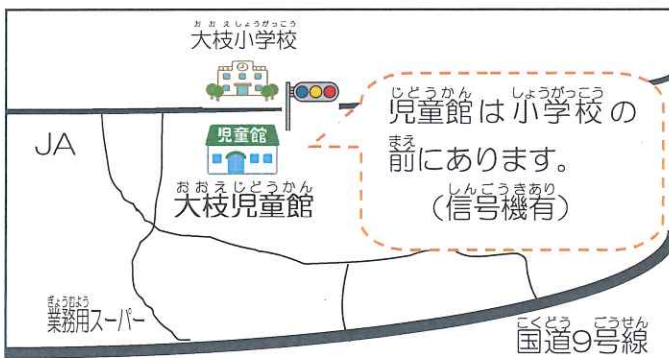 おおえしょうがっこう
大枝小学校
じどうかん しょうがっこう
児童館は小学校の
まえ
前にあります。
しんごうきあり
(信号機有)
児童館
JA
おおえじどうかん
大枝児童館
ぎょうむよう
業務用スーパー
こくどう ごうせん
国道9号線